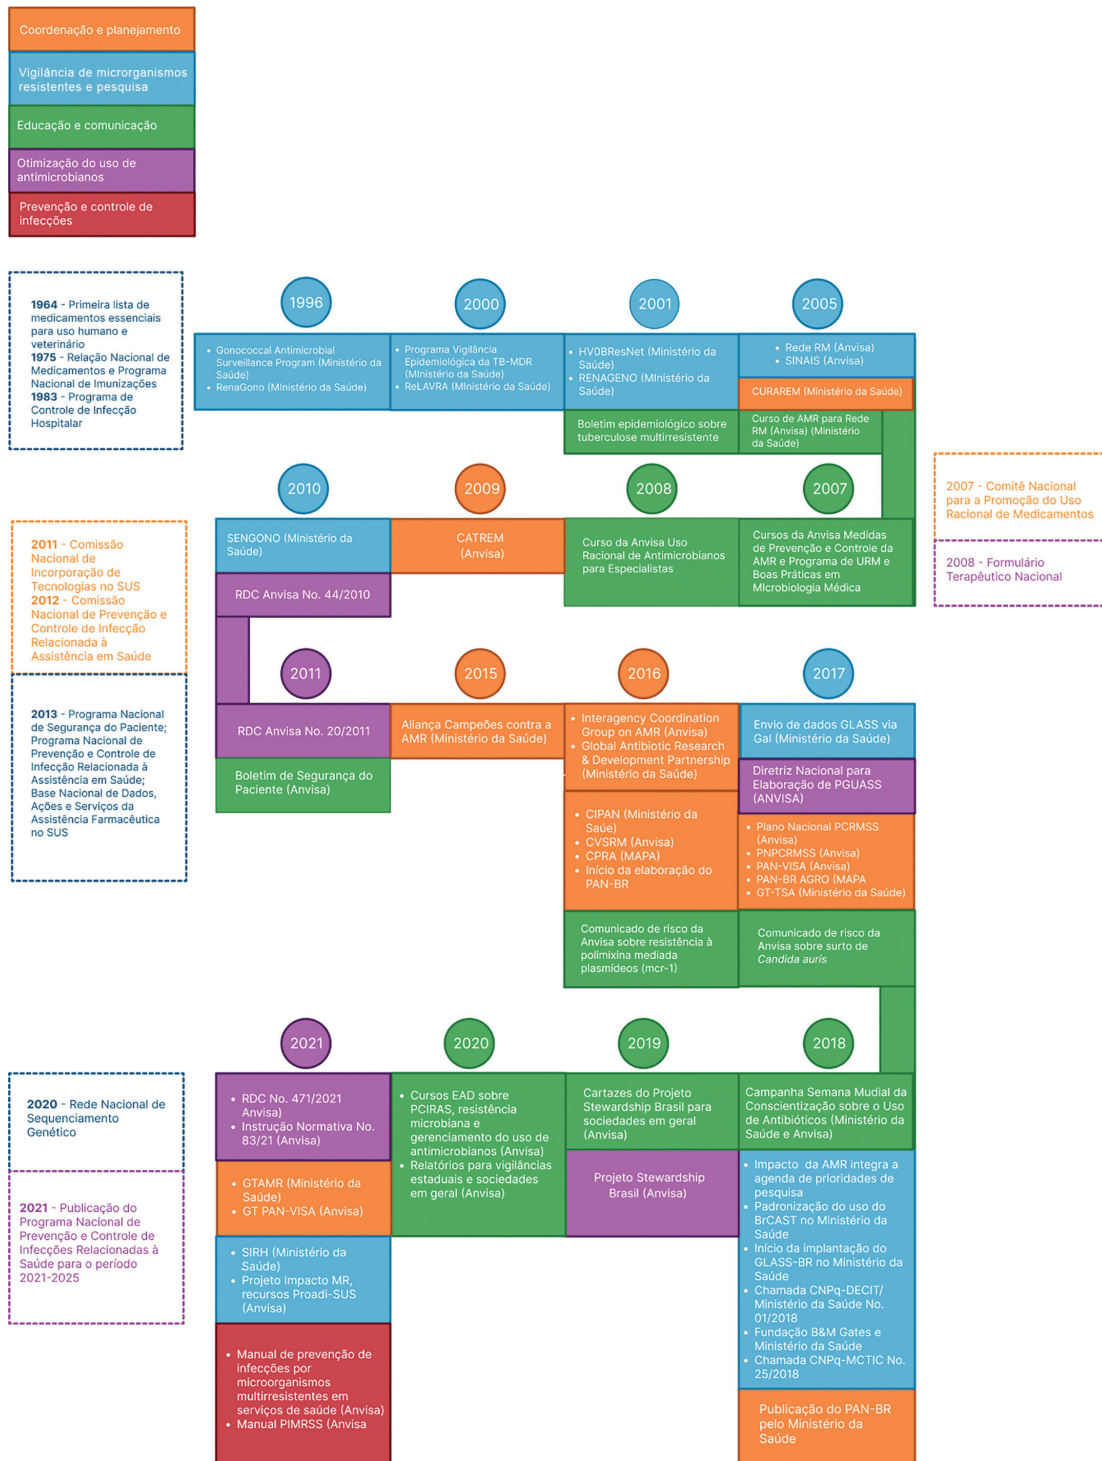 Coordenação e planejamento
Vigilância de microrganismos
resistentes e pesquisa
Educação e comunicação
Otimização do uso de
antimicrobianos
Prevenção e controle de
infecções
1964 - Primeira lista de
medicamentos essenciais
para uso humano e
veterinário
1975 - Relação Nacional de
Medicamentos e Programa
Nacional de Imunizações
1983 - Programa de
Controle de Infecção
Hospitalar
1996
• Gonococcal Antimicrobial
Surveillance Program (Ministério
da Saúde)
• RenaGono (MInistério da Saúde)
2000
• Programa Vigilância
Epidemiológica da TB-MDR
(Ministério da Saúde)
• ReLAVRA (MInistério da Saúde)
2001
• HV0BResNet (Ministério da
Saúde)
• RENAGENO (MInistério da
Saúde)
Boletim epidemiológico sobre
tuberculose multirresistente
2005
• Rede RM (Anvisa)
• SINAIS (Anvisa)
CURAREM (Ministério da Saúde)
Curso de AMR para Rede
RM (Anvisa) (Ministério
da Saúde)
2007 - Comitê Nacional
para a Promoção do Uso
Racional de Medicamentos
2008 - Formulário
Terapêutico Nacional
2010
SENGONO (Ministério da
Saúde)
RDC Anvisa No. 44/2010
2009
CATREM
(Anvisa)
2008
Curso da Anvisa Uso
Racional de Antimicrobianos
para Especialistas
2007
Cursos da Anvisa Medidas
de Prevenção e Controle da
AMR e Programa de URM e
Boas Práticas em
MIcrobiologia Médica
2011 - Comissão
Nacional de
Incorporação de
Tecnologias no SUS
2012 - Comissão
Nacional de Prevenção e
Controle de Infecção
Relacionada à
Assistência em Saúde
2013 - Programa Nacional
de Segurança do Paciente;
Programa Nacional de
Prevenção e Controle de
Infecção Relacionada à
Assistência em Saúde;
Base Nacional de Dados,
Ações e Serviços da
Assistência Farmacêutica
no SUS
2011
RDC Anvisa No. 20/2011
Boletim de Segurança do
Paciente (Anvisa)
2015
Aliança Campeões contra a
AMR (Ministério da Saúde)
2016
• Interagency Coordination
Group on AMR (Anvisa)
• Global Antibiotic Research
& Development Partnership
(Ministério da Saúde)
• CIPAN (Ministério da
Saúe)
• CVSRM (Anvisa)
• CPRA (MAPA)
• Início da elaboração do
PAN-BR
Comunicado de risco da
Anvisa sobre resistência à
polimixina mediada
plasmídeos (mcr-1)
2017
Envio de dados GLASS via
Gal (Ministério da Saúde)
Diretriz Nacional para
Elaboração de PGUASS
(ANVISA)
• Plano Nacional PCRMSS
(Anvisa)
• PNPCRMSS (Anvisa)
• PAN-VISA (Anvisa)
• PAN-BR AGRO (MAPA
• GT-TSA (Ministério da Saúde)
Comunicado de risco da
Anvisa sobre surto de
Candida auris
2020 - Rede Nacional de
Sequenciamento
Genético
2021 - Publicação do
Programa Nacional de
Prevenção e Controle de
Infecções Relacionadas à
Saúde para o período
2021-2025
2021
• RDC No. 471/2021
Anvisa)
• Instrução Normativa No.
83/21 (Anvisa)
• GTAMR (Ministério da
Saúde)
• GT PAN-VISA (Anvisa)
• SIRH (Ministério da
Saúde)
• Projeto Impacto MR,
recursos Proadi-SUS
(Anvisa)
• Manual de prevenção de
infecções por
microorganismos
multirresistentes em
serviços de saúde (Anvisa)
• Manual PIMRSS (Anvisa
2020
• Cursos EAD sobre
PCIRAS, resistência
microbiana e
gerenciamento do uso de
antimicrobianos (Anvisa)
• Relatórios para vigilâncias
estaduais e sociedades
em geral (Anvisa)
2019
Cartazes do Projeto
Stewardship Brasil para
sociedades em geral
(Anvisa)
Projeto Stewardship
Brasil (Anvisa)
2018
Campanha Semana Mudial da
Conscientização sobre o Uso
de Antibióticos (Ministério
da Saúde e Anvisa)
• Impacto da AMR integra a
agenda de prioridades de
pesquisa
• Padronização do uso do
BrCAST no Ministério da
Saúde
• Início da implantação do
GLASS-BR no Ministério da
Saúde
• Chamada CNPq-DECIT/
Ministério da Saúde No.
01/2018
• Fundação B&M Gates e
Ministério da Saúde
• Chamada CNPq-MCTIC No.
25/2018
Publicação do PAN-BR
pelo Ministério da
Saúde